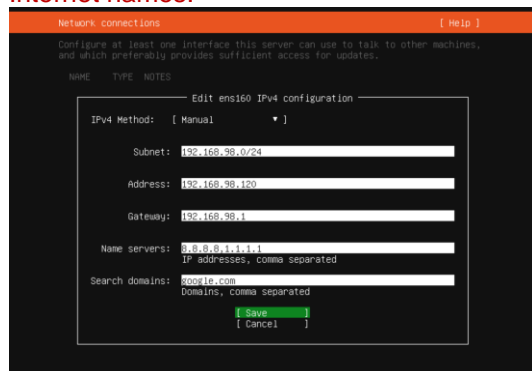 internet names.
Network connections [ Help ]
Configure at least one interface this server can use to talk to other machines,
and which preferably provides sufficient access for updates.
NAME TYPE NOTES
Edit ens160 IPv4 configuration
IPv4 Method: [ Manual ▾ ]
Subnet: 192.168.98.0/24
Address: 192.168.98.120
Gateway: 192.168.98.1
Name servers: 8.8.8.8,1.1.1.1
IP addresses, comma separated
Search domains: google.com
Domains, comma separated
[ Save ]
[ Cancel ]